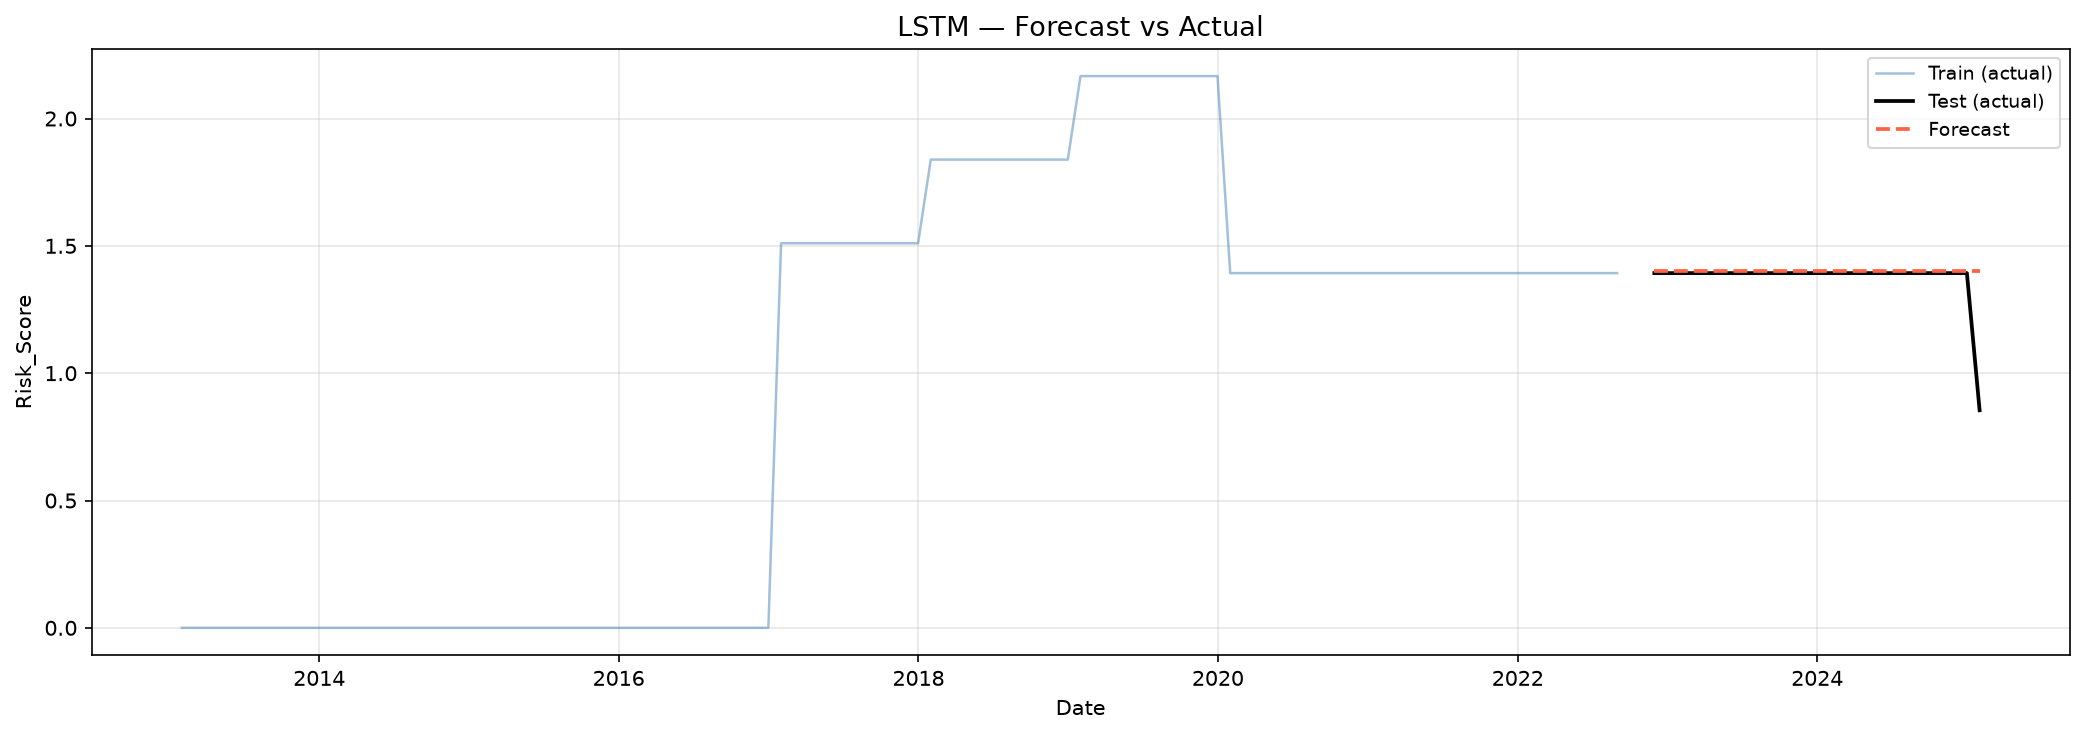 LSTM — Forecast vs Actual
Train (actual)
Test (actual)
Forecast
Risk_Score
2.0
1.5
1.0
0.5
0.0
2014
2016
2018
2020
2022
2024
Date